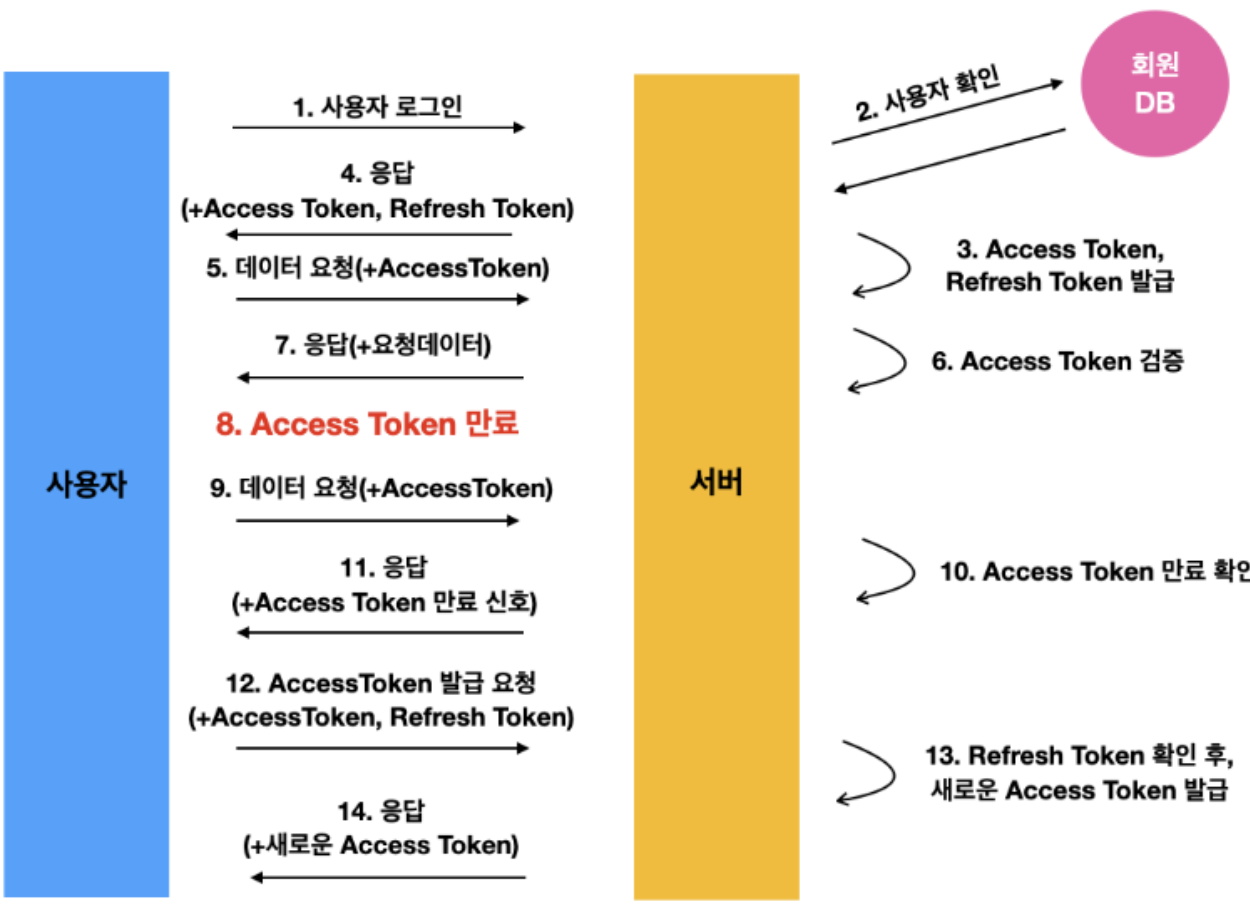 회원
DB
2. 사용자 확인
1. 사용자 로그인
4. 응답
(+Access Token, Refresh Token)
3. Access Token,
Refresh Token 발급
5. 데이터 요청(+AccessToken)
7. 응답(+요청데이터)
6. Access Token 검증
8. Access Token 만료
사용자
서버
9. 데이터 요청(+AccessToken)
11. 응답
(+Access Token 만료 신호)
10. Access Token 만료 확인
12. AccessToken 발급 요청
(+AccessToken, Refresh Token)
13. Refresh Token 확인 후,
새로운 Access Token 발급
14. 응답
(+새로운 Access Token)